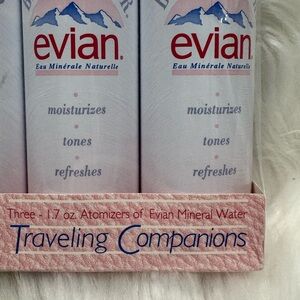 evian
evian
Eau Minérale Naturelle
Eau Minérale Naturelle
moisturizes
moisturizes
tones
tones
refreshes
refreshes
Three - 1.7 oz. Atomizers of Evian Mineral Water
Traveling Companions